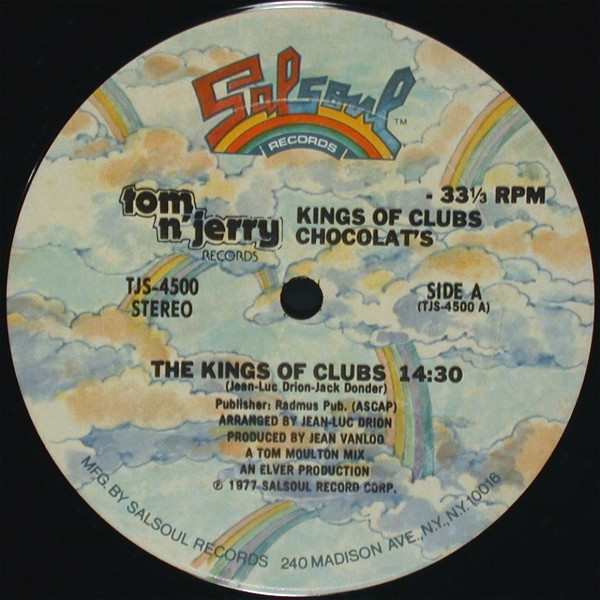 Salsoul™
RECORDS
tom n' jerry
RECORDS
- 33⅓ RPM
KINGS OF CLUBS
CHOCOLAT'S
TJS-4500
STEREO
SIDE A
(TJS-4500 A)
THE KINGS OF CLUBS 14:30
(Jean-Luc Drion-Jack Donder)
Publisher: Radmus Pub. (ASCAP)
ARRANGED BY JEAN-LUC DRION
PRODUCED BY JEAN VANLOO
A TOM MOULTON MIX
AN ELVER PRODUCTION
℗ 1977 SALSOUL RECORD CORP.
MFG. BY SALSOUL RECORDS 240 MADISON AVE., N.Y., N.Y. 10016